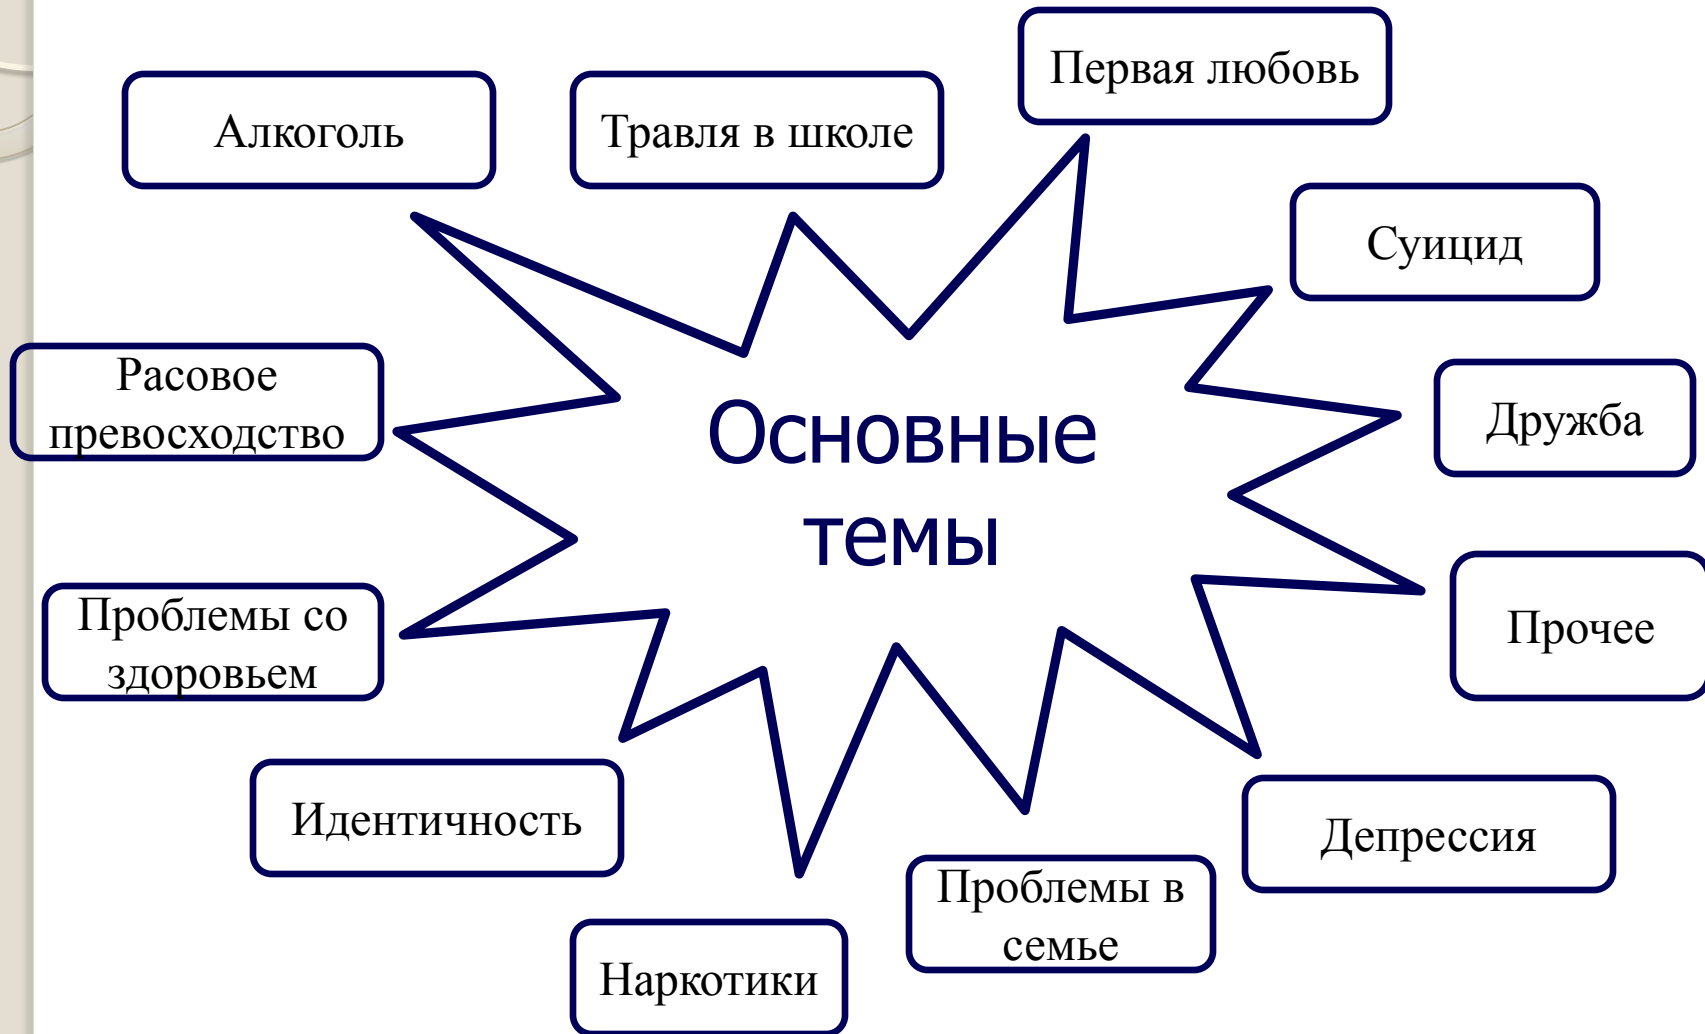 Первая любовь
Алкоголь
Травля в школе
Суицид
Расовое
превосходство
Основные
темы
Дружба
Проблемы со
здоровьем
Прочее
Идентичность
Депрессия
Проблемы в
семье
Наркотики